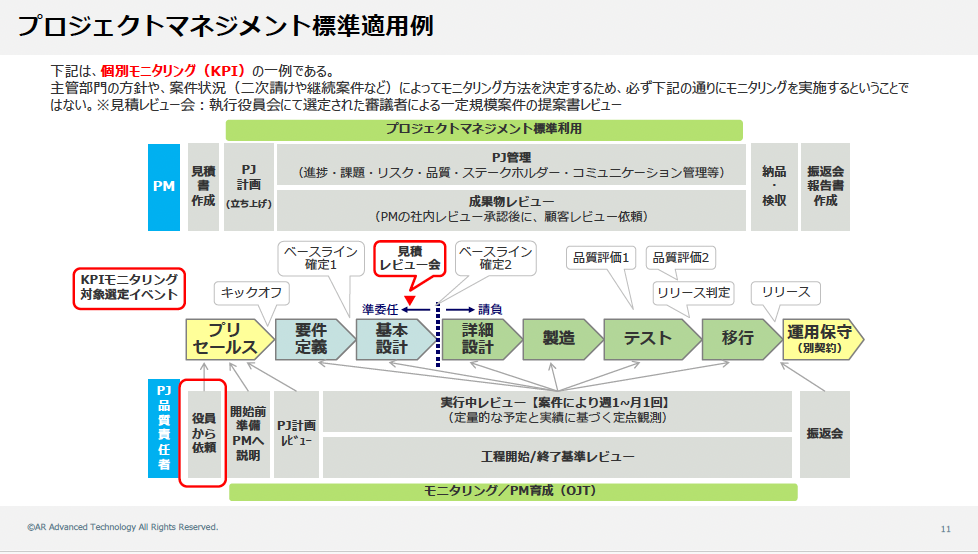 プロジェクトマネジメント標準適用例
下記は、個別モニタリング（KPI）の一例である。
主管部門の方針や、案件状況（二次請けや継続案件など）によってモニタリング方法を決定するため、必ず下記の通りにモニタリングを実施するということで
はない。※見積レビュー会：執行役員会にて選定された審議者による一定規模案件の提案書レビュー
プロジェクトマネジメント標準利用
PM
見積
書
作成
PJ
計画
(立ち上げ)
PJ管理
（進捗・課題・リスク・品質・ステークホルダー・コミュニケーション管理等）
成果物レビュー
（PMの社内レビュー承認後に、顧客レビュー依頼）
納品
・
検収
振返会
報告書
作成
KPIモニタリング
対象選定イベント
キックオフ
ベースライン
確定1
見積
レビュー会
ベースライン
確定2
品質評価1
品質評価2
リリース判定
リリース
準委任
請負
プリ
セールス
要件
定義
基本
設計
詳細
設計
製造
テスト
移行
運用保守
（別契約）
PJ
品
質
責
任
者
役員
から
依頼
開始前
準備
PMへ
説明
PJ計画
ﾚﾋﾞｭｰ
実行中レビュー【案件により週1~月1回】
（定量的な予定と実績に基づく定点観測）
工程開始/終了基準レビュー
振返会
モニタリング／PM育成（OJT）
©AR Advanced Technology All Rights Reserved.
11